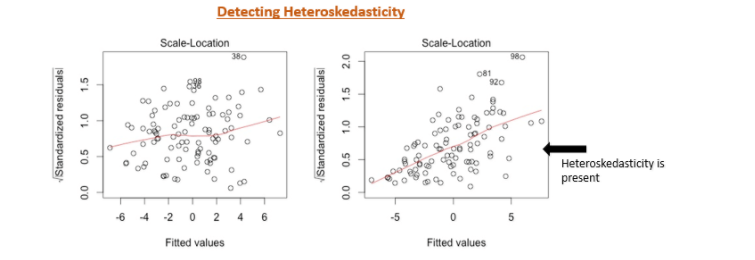 Detecting Heteroskedasticity
Scale-Location
√|Standardized residuals|
0.0 0.5 1.0 1.5
38
98
36
-6 -4 -2 0 2 4 6
Fitted values
Scale-Location
√|Standardized residuals|
0.0 0.5 1.0 1.5 2.0
98
81
92
-5 0 5
Fitted values
Heteroskedasticity is
present